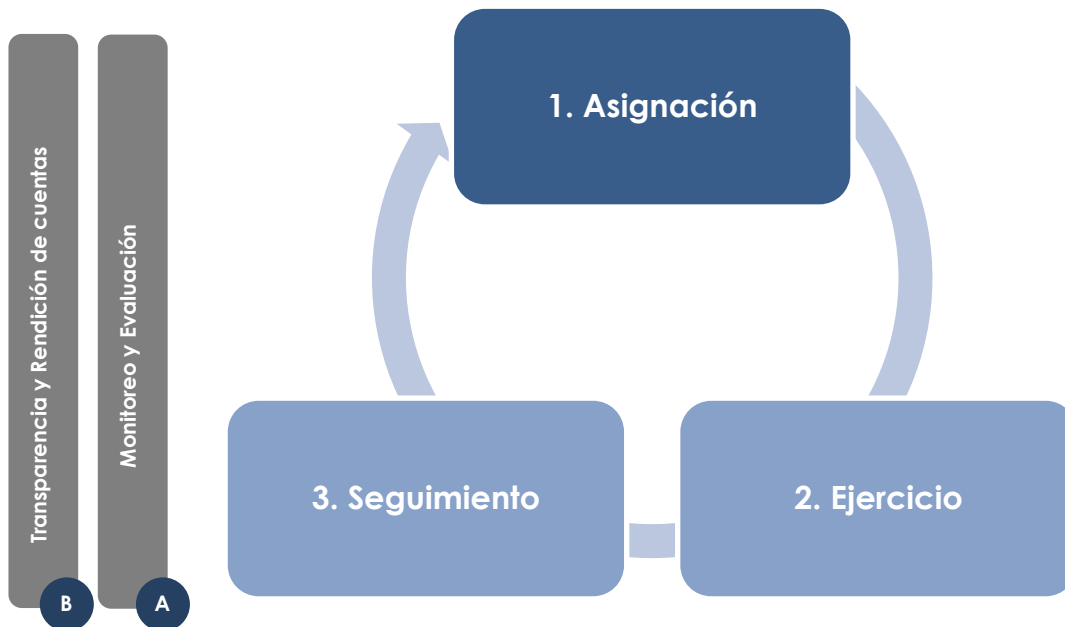 Transparencia y Rendición de cuentas
B
Monitoreo y Evaluación
A
1. Asignación
2. Ejercicio
3. Seguimiento